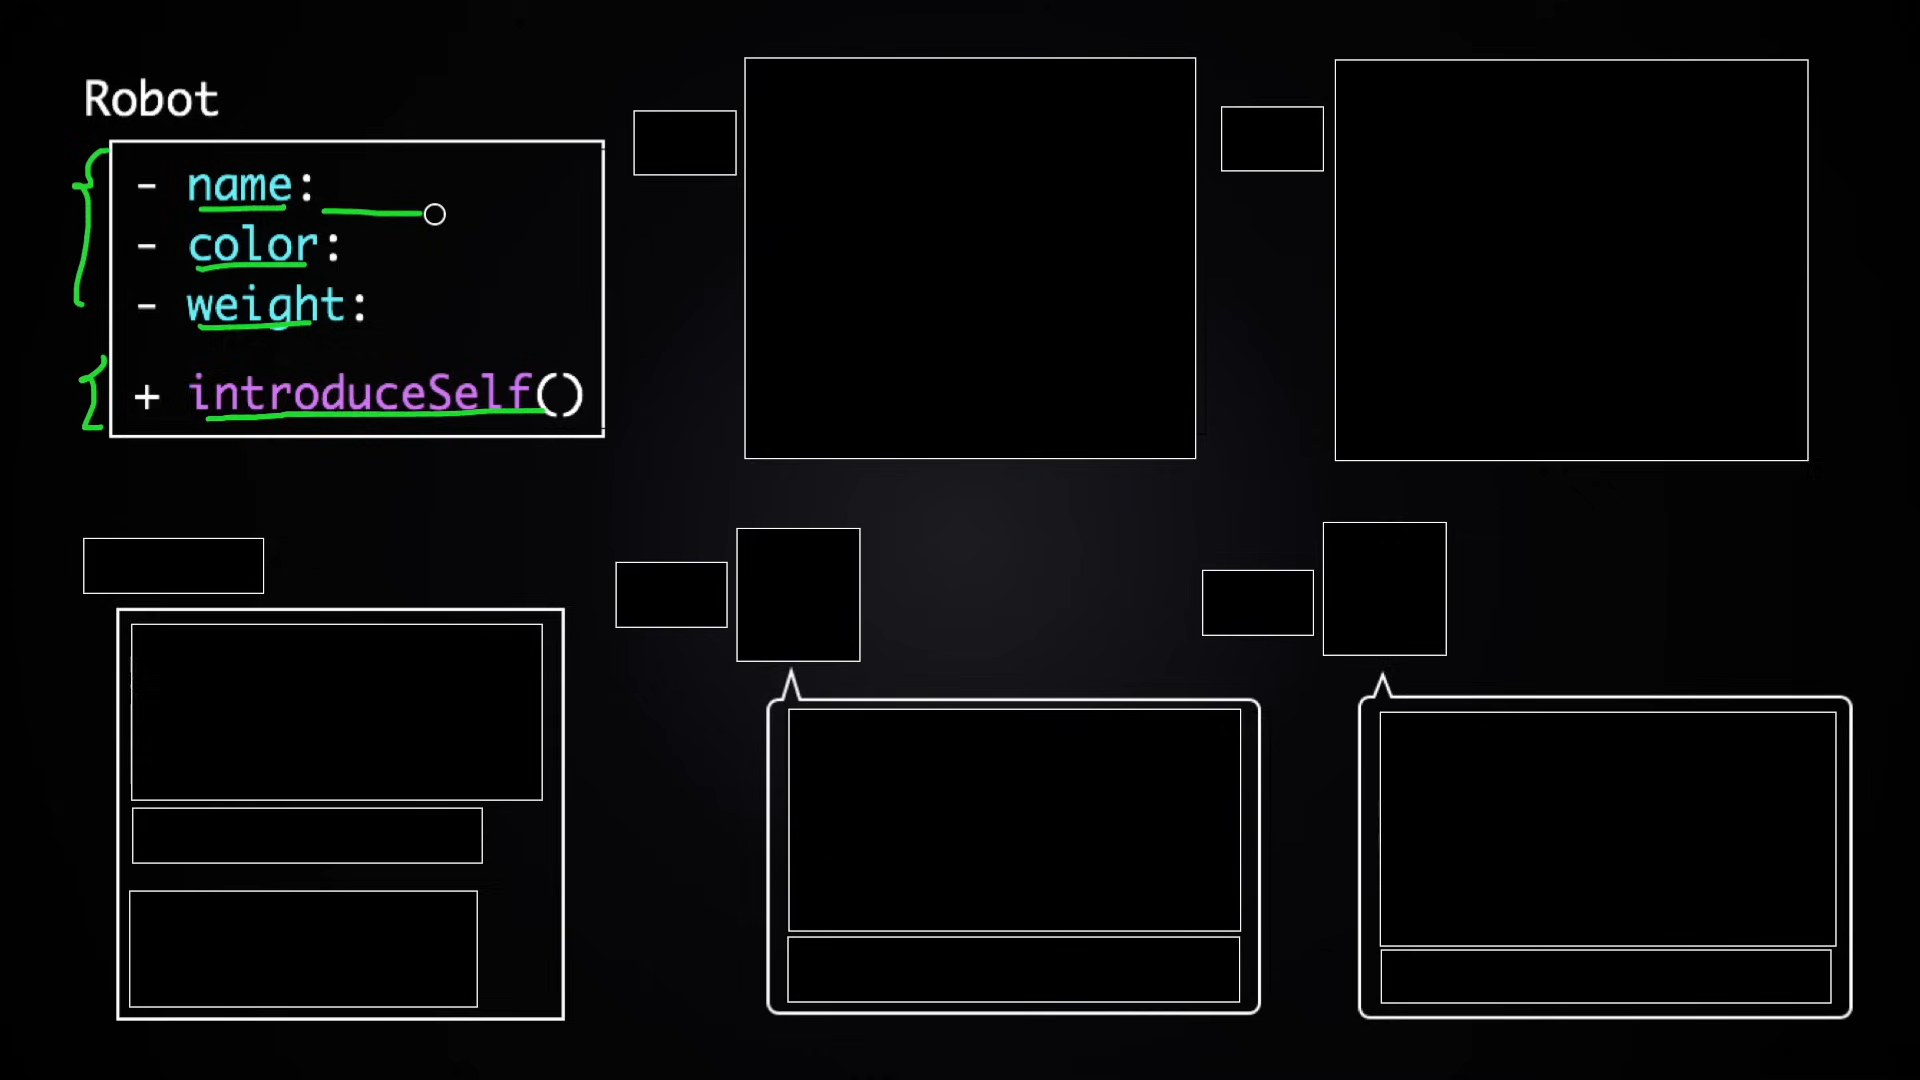 Robot
- name:
- color:
- weight:
+ introduceSelf()